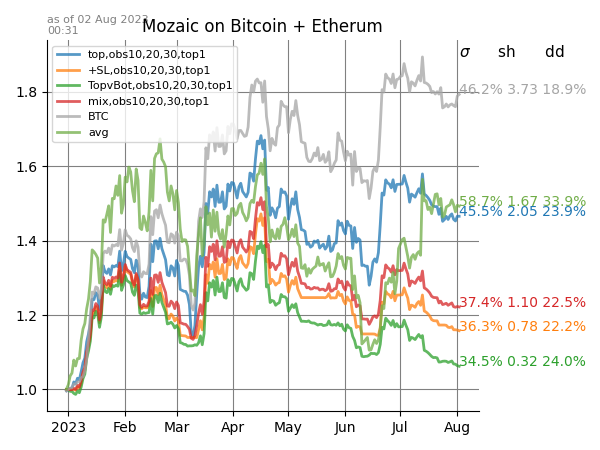 as of 02 Aug 2023
00:31
Mozaic on Bitcoin + Etherum
σ sh dd
top,obs10,20,30,top1
+SL,obs10,20,30,top1
TopvBot,obs10,20,30,top1
mix,obs10,20,30,top1
BTC
avg
46.2% 3.73 18.9%
58.7% 1.67 33.9%
45.5% 2.05 23.9%
37.4% 1.10 22.5%
36.3% 0.78 22.2%
34.5% 0.32 24.0%
1.8
1.6
1.4
1.2
1.0
2023 Feb Mar Apr May Jun Jul Aug